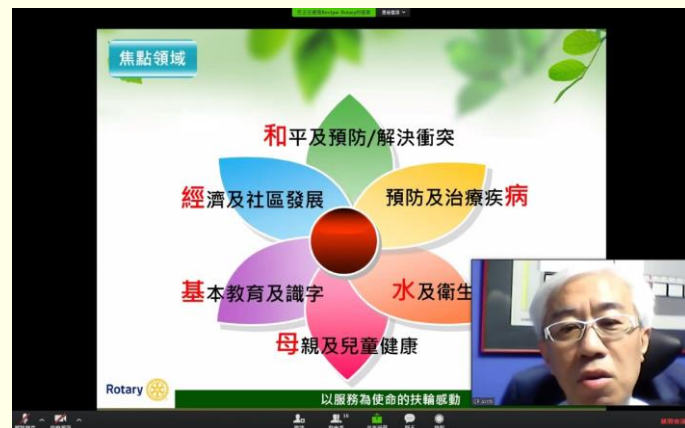 焦點領域
和平及預防/解決衝突
經濟及社區發展
預防及治療疾病
基本教育及識字
水及衛生
母親及兒童健康
Rotary
以服務為使命的扶輪感動